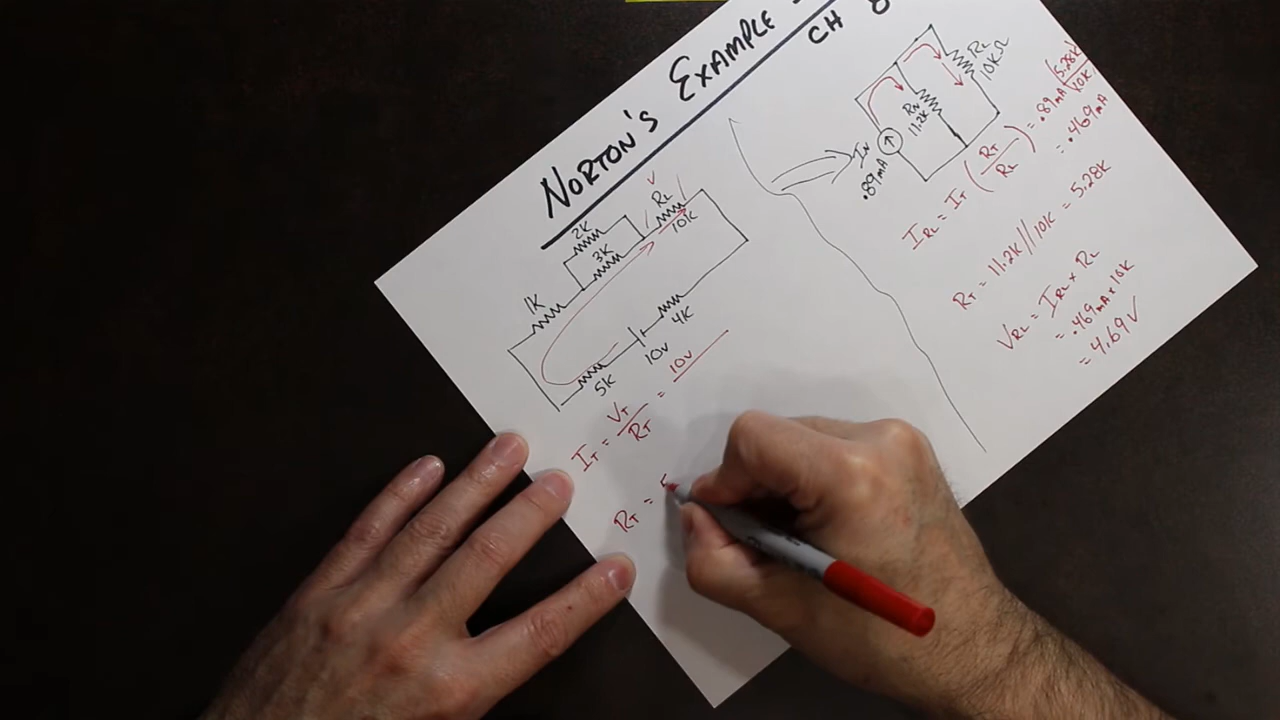 NORTON'S EXAMPLE
CH 8
2K
3K
RL
10K
1K
4K
10V
5K
IT = VT/RT = 10V
RT = 5
RL
10KΩ
RN
11.2K
IN
.89mA
IRL = IT (RT/RL) = .89mA (5.28K/10K)
= .469mA
RT = 11.2K//10K = 5.28K
VRL = IRL x RL
= .469mA x 10K
= 4.69V